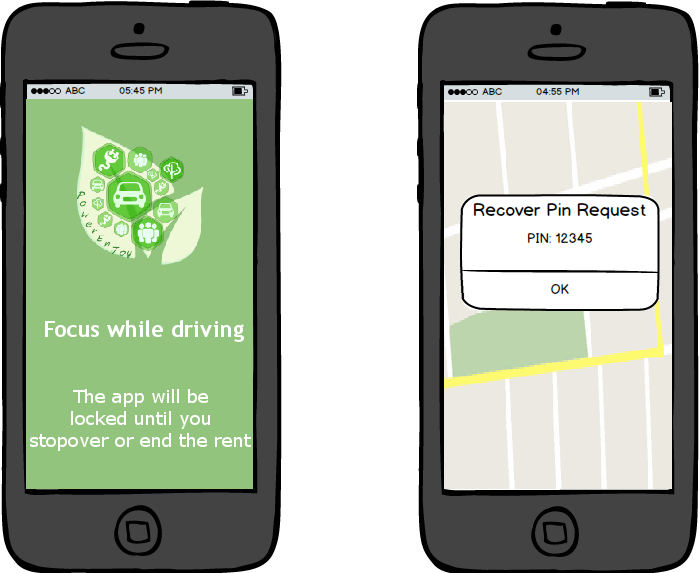 ABC 05:45 PM
PowerEnJoy
Focus while driving
The app will be
locked until you
stopover or end the rent
ABC 04:55 PM
Recover Pin Request
PIN: 12345
OK